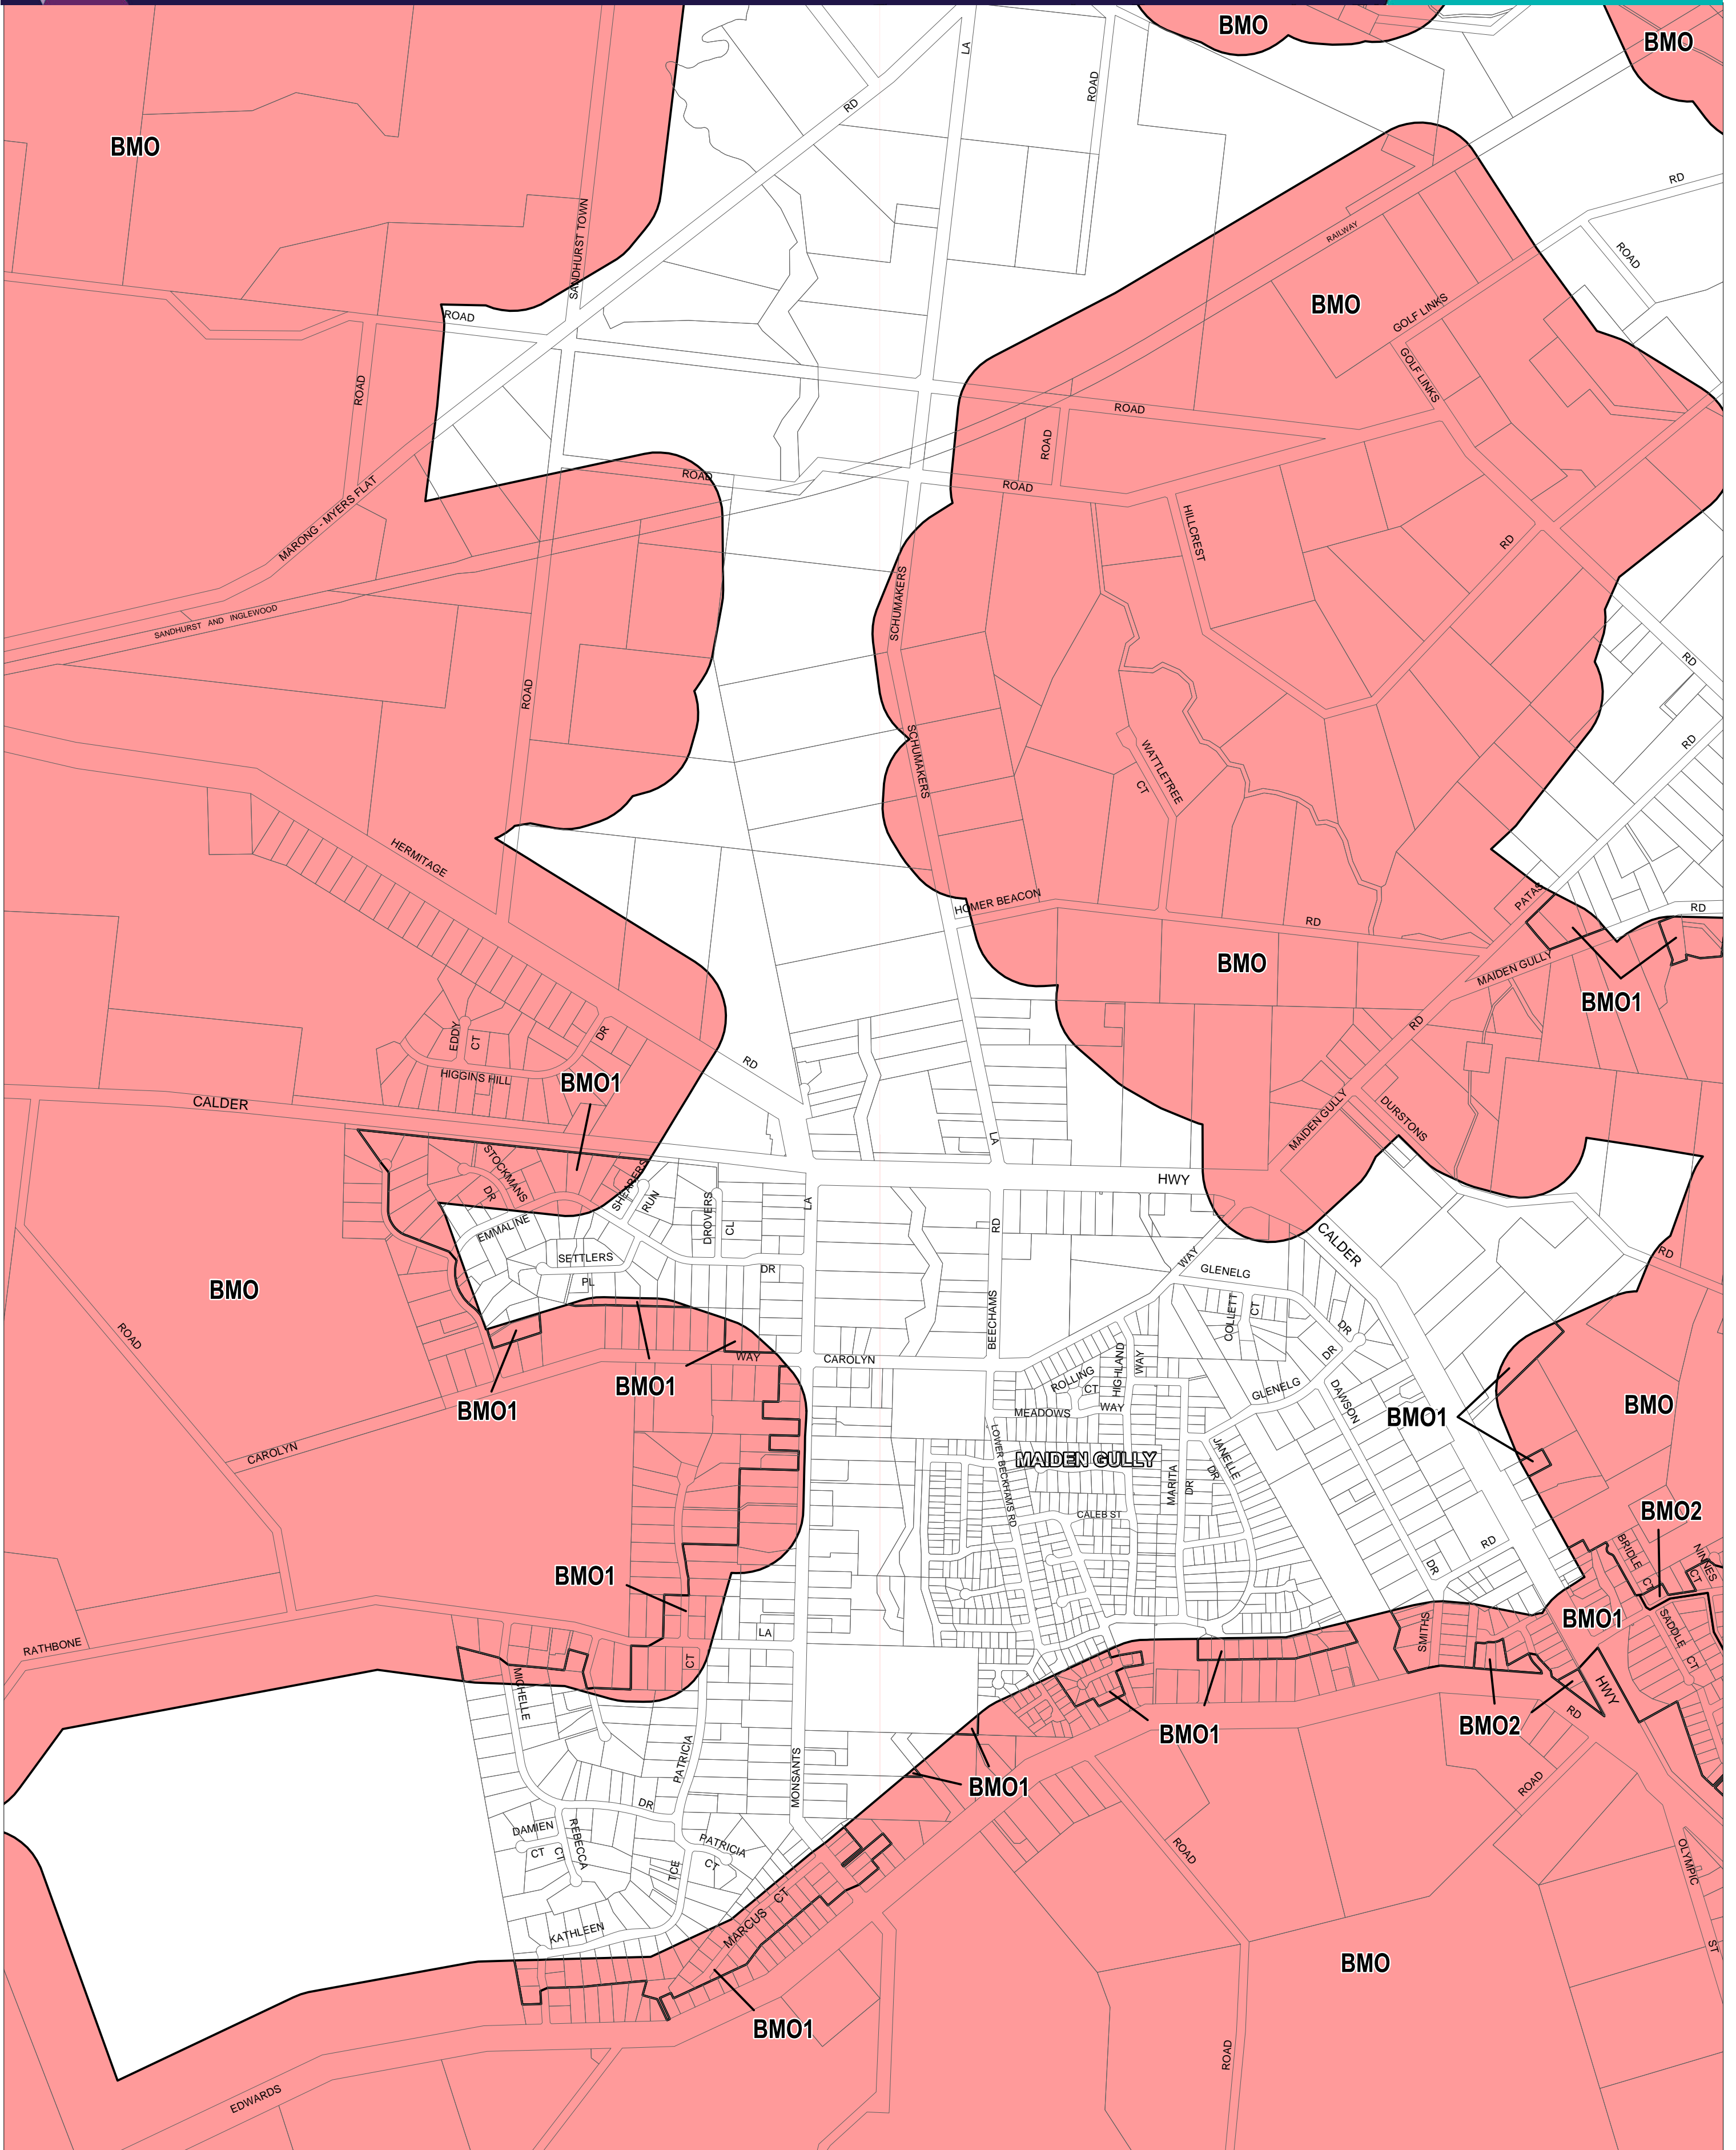 BMO
BMO
BMO
LA
ROAD
RD
RD
SANDHURST TOWN
RAILWAY
ROAD
BMO
ROAD
GOLF LINKS
GOLF LINKS
ROAD
ROAD
ROAD
ROAD
ROAD
MARONG - MYERS FLAT
HILLCREST
RD
SCHUMAKERS
SANDHURST AND INGLEWOOD
RD
ROAD
SCHUMAKERS
WATTLETREE
CT
RD
HERMITAGE
HOMER BEACON
RD
PATAS
RD
BMO
MAIDEN GULLY
BMO1
EDDY
CT
DR
RD
RD
HIGGINS HILL
BMO1
CALDER
MAIDEN GULLY
DURSTONS
LA
STOCKMANS
DR
SHEARERS
RUN
HWY
DROVERS
CL
LA
RD
EMMALINE
SETTLERS
PL
DR
WAY
CALDER
RD
GLENELG
BMO
COLLETT
CT
DR
BEECHAMS
ROAD
WAY
CAROLYN
DR
HIGHLAND
WAY
ROLLING
CT
GLENELG
DAWSON
BMO1
BMO1
BMO
BMO1
MEADOWS
WAY
CAROLYN
LOWER BECKHAMS RD
MAIDEN GULLY
JANELLE
DR
MARITA
DR
CALEB ST
BMO2
RD
BRIDLE
CT
NINNES
CT
BMO1
DR
BMO1
SMITHS
SADDLE
CT
RATHBONE
LA
CT
MICHELLE
HWY
RD
BMO2
BMO1
PATRICIA
MONSANTS
BMO1
ROAD
DR
DAMIEN
CT
CT
REBECCA
PATRICIA
CT
TCE
ROAD
OLYMPIC
ST
MARCUS
CT
KATHLEEN
BMO
BMO1
ROAD
EDWARDS